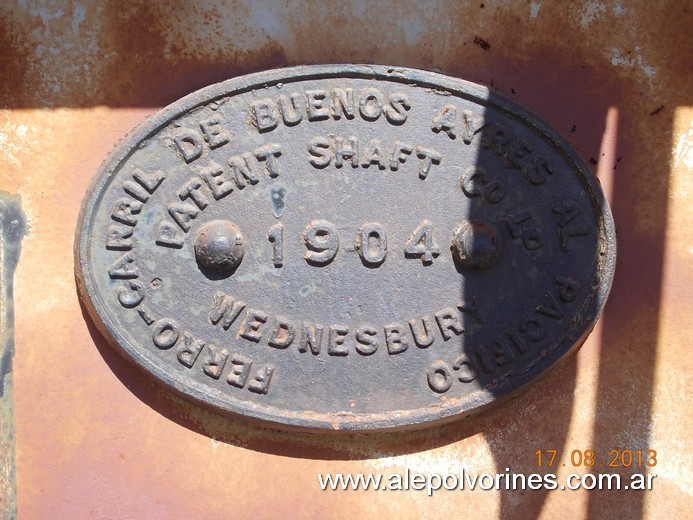 FERRO-CARRIL DE BUENOS AYRES AL PACIFICO
PATENT SHAFT CO LD
1904
WEDNESBURY
17.08.2013
www.alepolvorines.com.ar